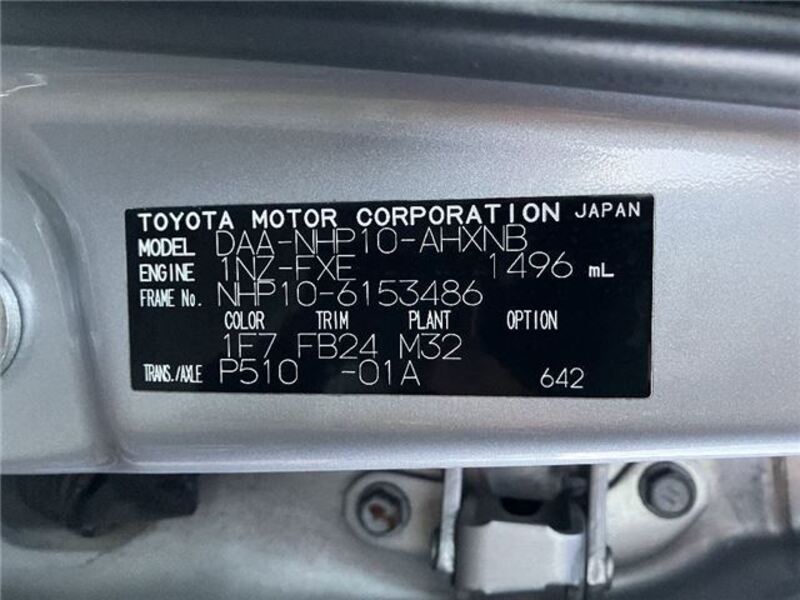 TOYOTA MOTOR CORPORATION JAPAN
MODEL DAA-NHP10-AHXNB
ENGINE 1NZ-FXE 1496 mL
FRAME No. NHP10-6153486
COLOR TRIM PLANT OPTION
1F7 FB24 M32
TRANS./AXLE P510 -01A 642